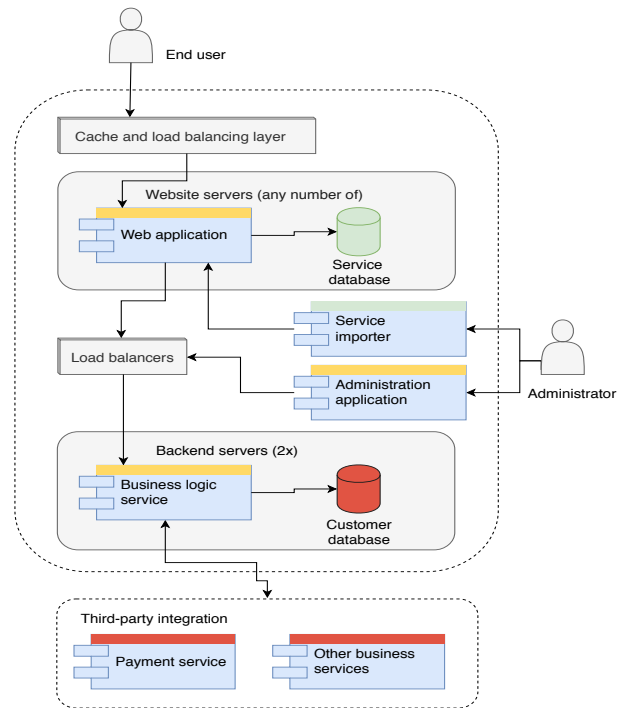 End user
Cache and load balancing layer
Website servers (any number of)
Web application
Service
database
Service
importer
Load balancers
Administration
application
Administrator
Backend servers (2x)
Business logic
service
Customer
database
Third-party integration
Payment service
Other business
services